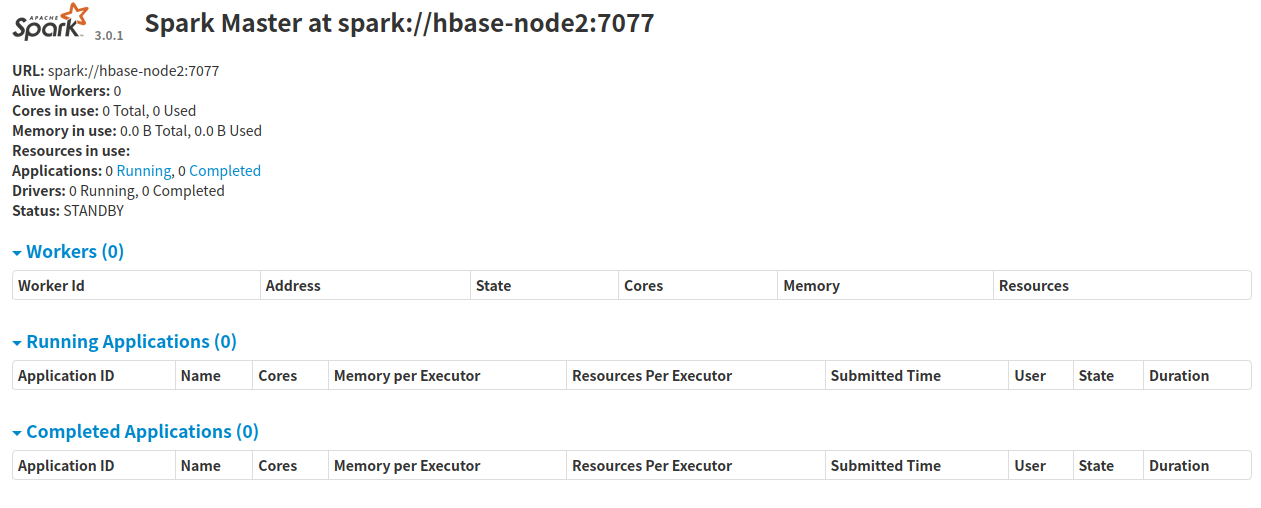 APACHE
Spark 3.0.1 Spark Master at spark://hbase-node2:7077
URL: spark://hbase-node2:7077
Alive Workers: 0
Cores in use: 0 Total, 0 Used
Memory in use: 0.0 B Total, 0.0 B Used
Resources in use:
Applications: 0 Running, 0 Completed
Drivers: 0 Running, 0 Completed
Status: STANDBY
Workers (0)
Worker Id Address State Cores Memory Resources
Running Applications (0)
Application ID Name Cores Memory per Executor Resources Per Executor Submitted Time User State Duration
Completed Applications (0)
Application ID Name Cores Memory per Executor Resources Per Executor Submitted Time User State Duration